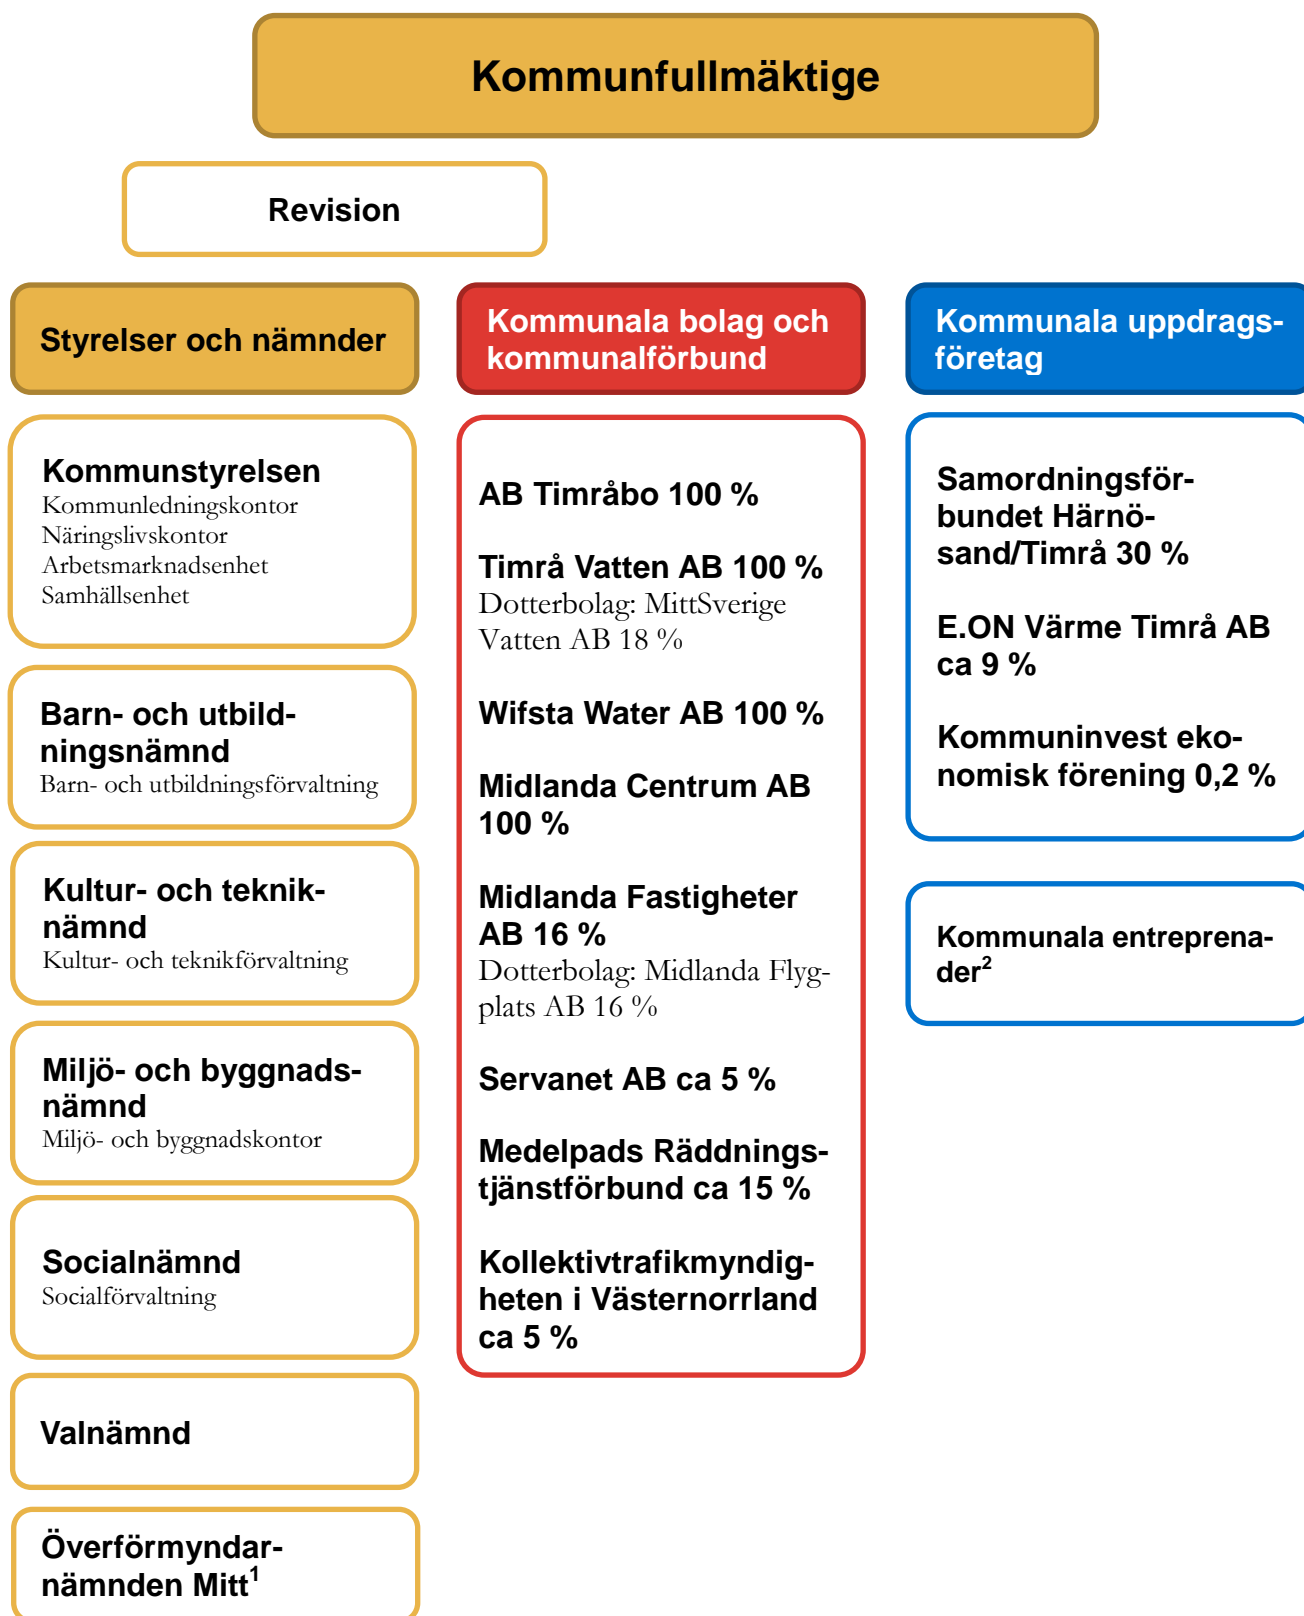 Kommunfullmäktige
Revision
Styrelser och nämnder
Kommunstyrelsen
Kommunledningskontor
Näringslivskontor
Arbetsmarknadsenhet
Samhällsenhet
Barn- och utbild-
ningsnämnd
Barn- och utbildningsförvaltning
Kultur- och teknik-
nämnd
Kultur- och teknikförvaltning
Miljö- och byggnads-
nämnd
Miljö- och byggnadskontor
Socialnämnd
Socialförvaltning
Valnämnd
Överförmyndar-
nämnden Mitt¹
Kommunala bolag och
kommunalförbund
AB Timråbo 100 %
Timrå Vatten AB 100 %
Dotterbolag: MittSverige
Vatten AB 18 %
Wifsta Water AB 100 %
Midlanda Centrum AB
100 %
Midlanda Fastigheter
AB 16 %
Dotterbolag: Midlanda Flyg-
plats AB 16 %
Servanet AB ca 5 %
Medelpads Räddnings-
tjänstförbund ca 15 %
Kollektivtrafikmyndig-
heten i Västernorrland
ca 5 %
Kommunala uppdrags-
företag
Samordningsför-
bundet Härnö-
sand/Timrå 30 %
E.ON Värme Timrå AB
ca 9 %
Kommuninvest eko-
nomisk förening 0,2 %
Kommunala entreprena-
der²